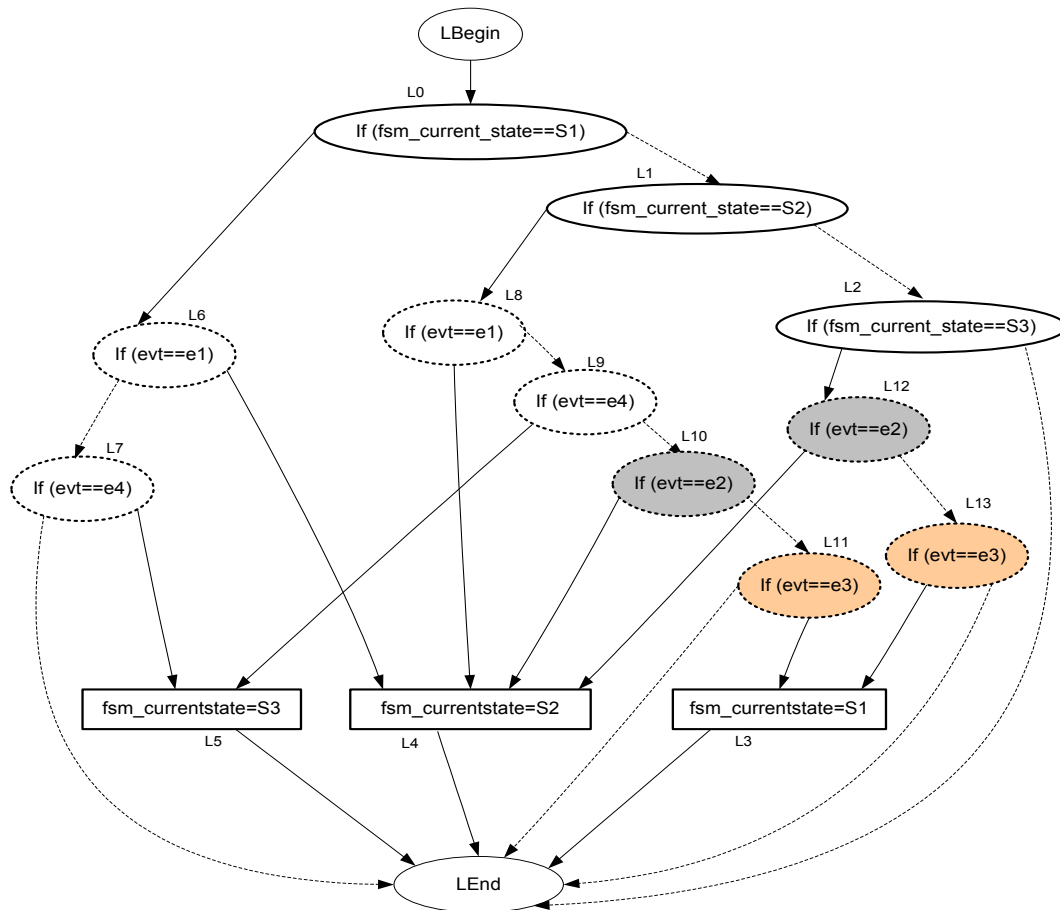 LBegin
L0
If (fsm_current_state==S1)
L1
If (fsm_current_state==S2)
L2
If (fsm_current_state==S3)
L6
If (evt==e1)
L8
If (evt==e1)
L9
If (evt==e4)
L12
If (evt==e2)
L7
If (evt==e4)
L10
If (evt==e2)
L13
If (evt==e3)
L11
If (evt==e3)
fsm_currentstate=S3
fsm_currentstate=S2
fsm_currentstate=S1
L5
L4
L3
LEnd